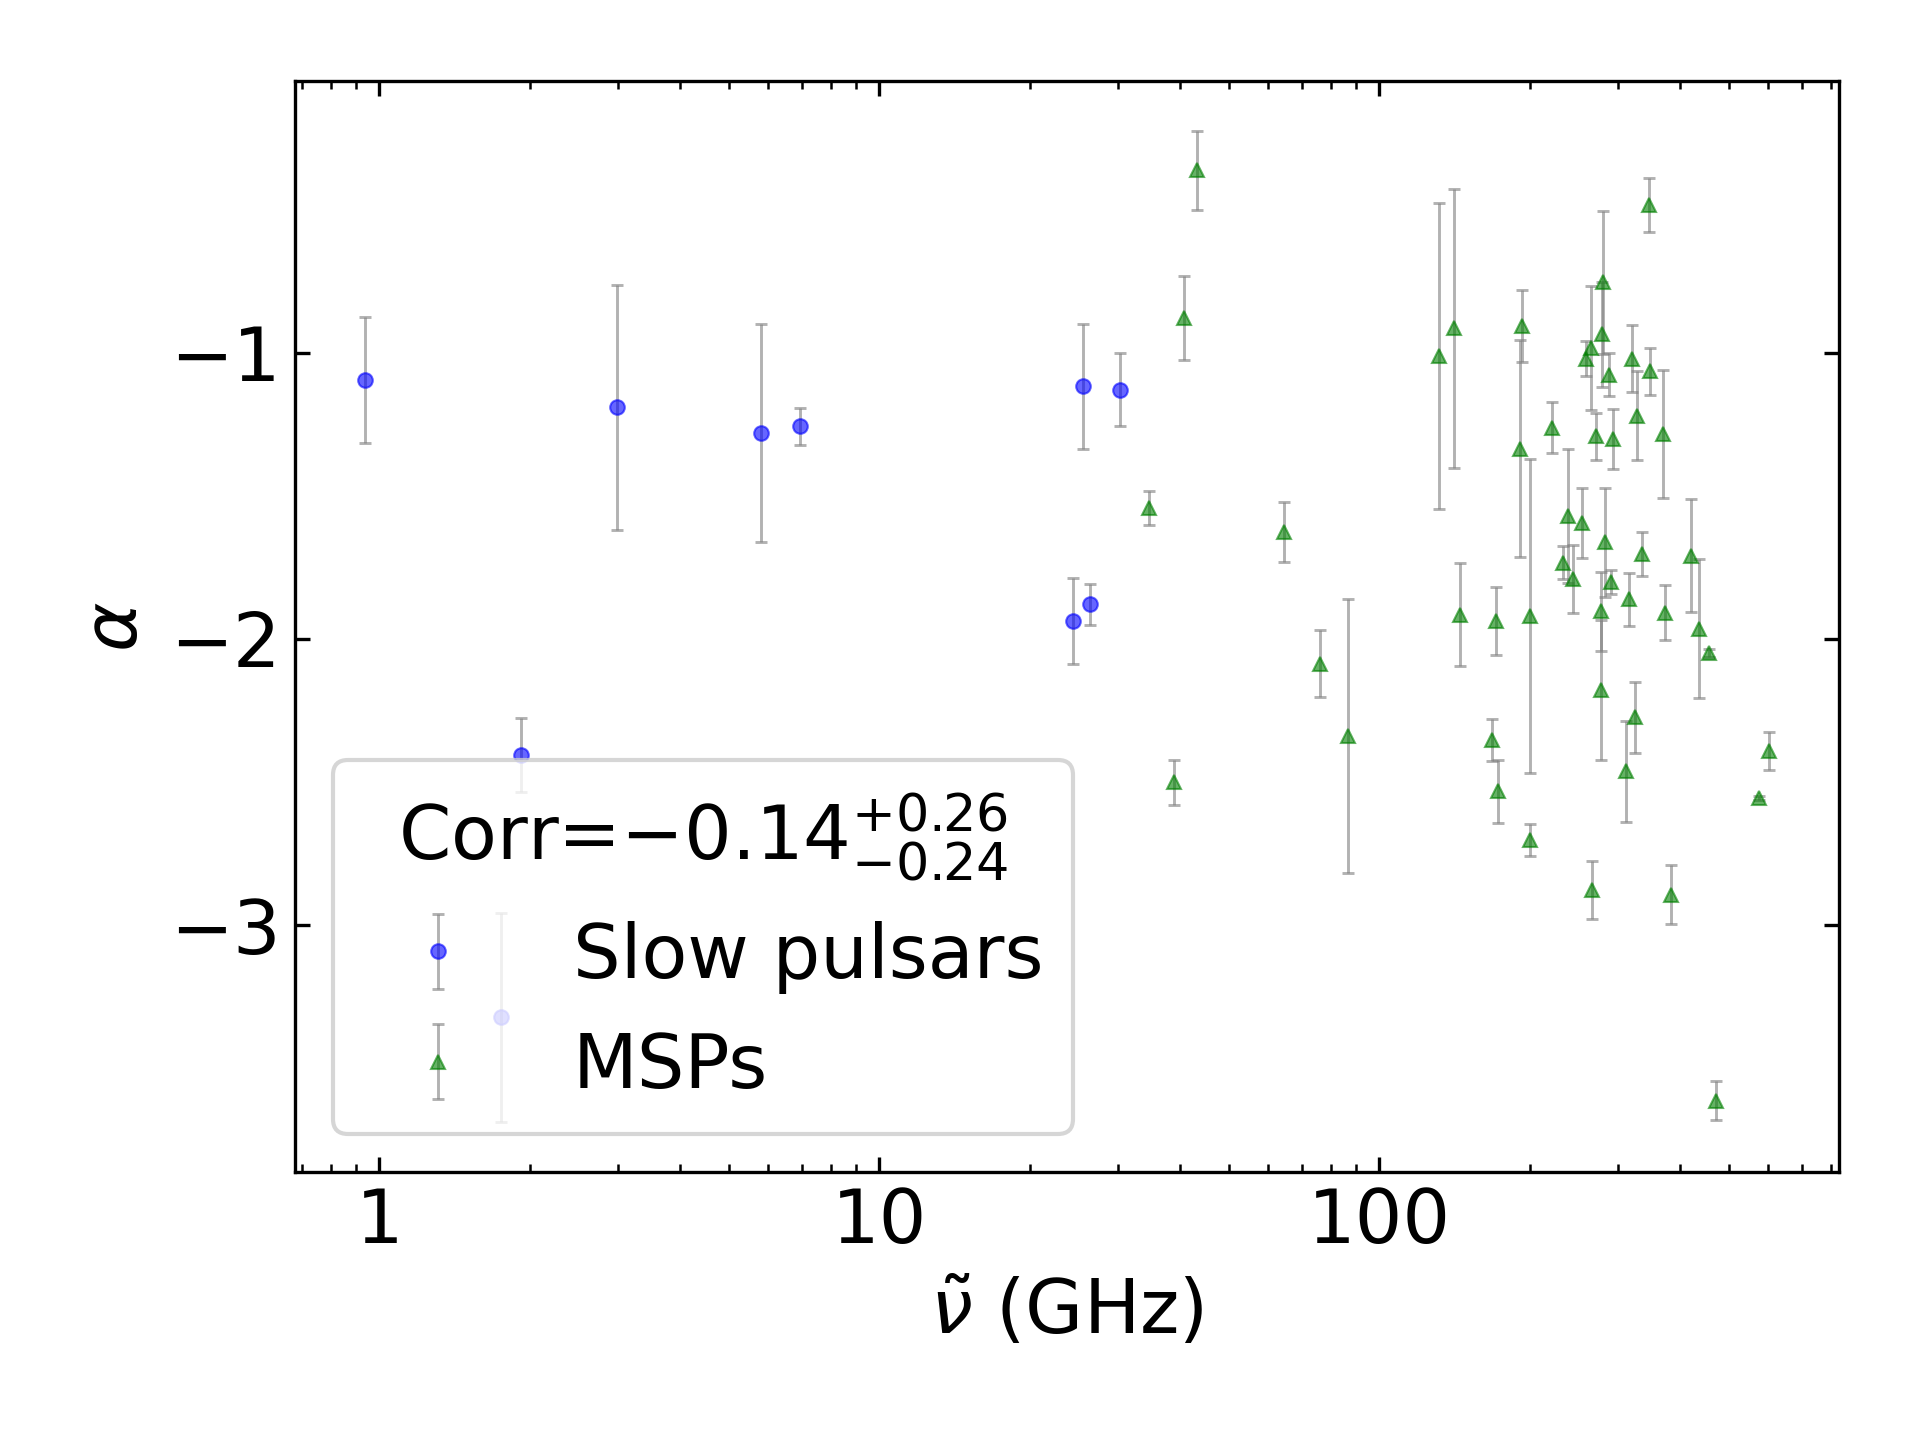 −1
−2
−3
α
Corr=−0.14 +0.26 −0.24
Slow pulsars
MSPs
1 10 100
ν̃ (GHz)